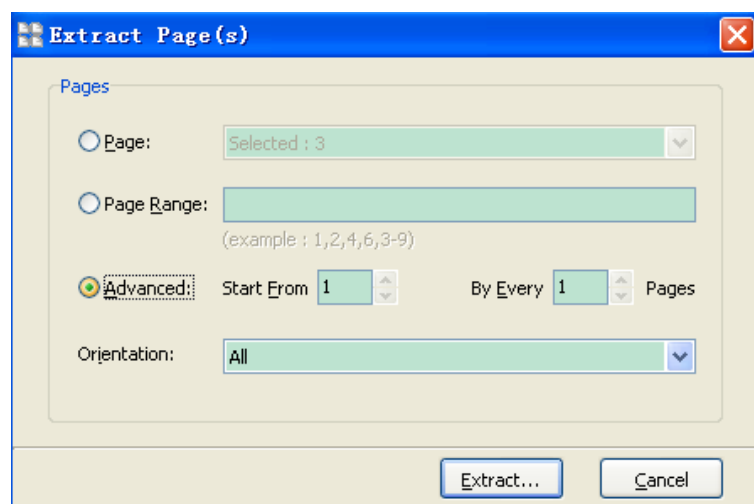 Extract Page(s)
Pages
Page: Selected : 3
Page Range:
(example : 1,2,4,6,3-9)
Advanced: Start From 1 By Every 1 Pages
Orientation: All
Extract... Cancel